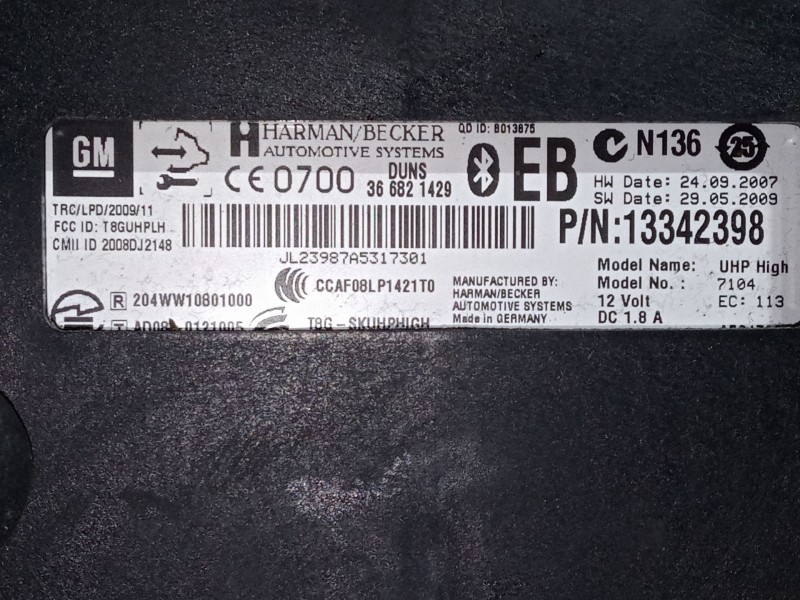 GM
HARMAN/BECKER
AUTOMOTIVE SYSTEMS
QD ID: B013875
CE 0700
DUNS
36 682 1429
EB
N136
25
HW Date: 24.09.2007
SW Date: 29.05.2009
TRC/LPD/2009/11
FCC ID: T8GUHPLH
CMII ID 2008DJ2148
JL23987A5317301
P/N:13342398
R 204WW10801000
CCAF08LP1421T0
MANUFACTURED BY:
HARMAN/BECKER
AUTOMOTIVE SYSTEMS
Made in GERMANY
Model Name: UHP High
Model No.: 7104
12 Volt EC: 113
DC 1.8 A
T8G-SKUHPHIGH